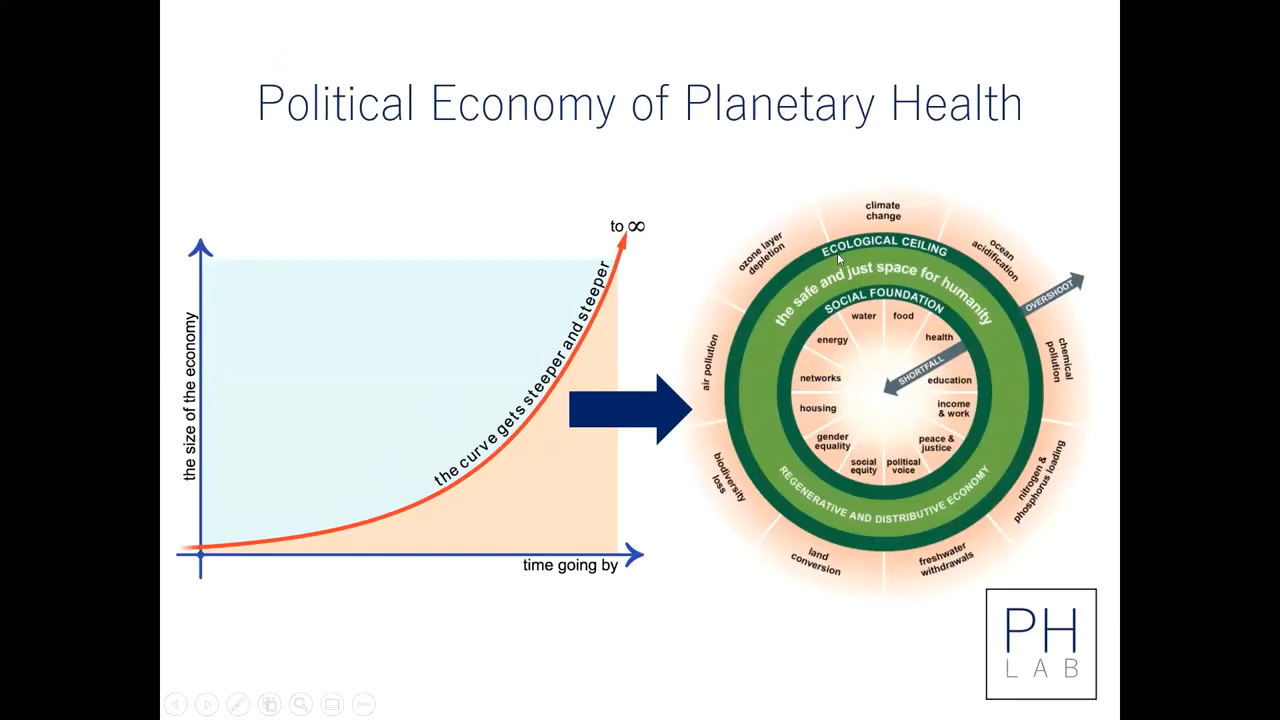 Political Economy of Planetary Health
to ∞
the size of the economy
the curve gets steeper and steeper
time going by
climate
change
ocean
acidification
chemical
pollution
nitrogen &
phosphorus loading
freshwater
withdrawals
land
conversion
biodiversity
loss
air pollution
ozone layer
depletion
ECOLOGICAL CEILING
the safe and just space for humanity
SOCIAL FOUNDATION
OVERSHOOT
SHORTFALL
water
food
health
education
income
& work
peace &
justice
political
voice
social
equity
gender
equality
housing
networks
energy
REGENERATIVE AND DISTRIBUTIVE ECONOMY
PH
LAB